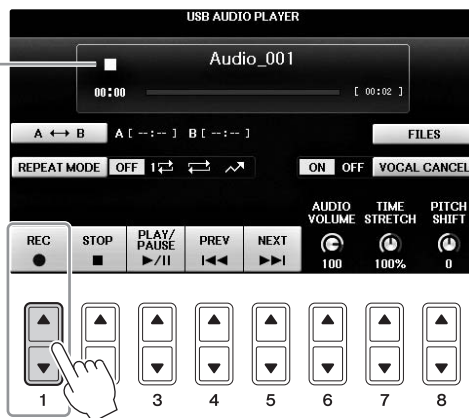 USB AUDIO PLAYER
Audio_001
00:00 [ 00:02 ]
A ↔ B A [ --:-- ] B [ --:-- ] FILES
REPEAT MODE OFF 1 ON OFF VOCAL CANCEL
AUDIO VOLUME TIME STRETCH PITCH SHIFT
REC STOP PLAY/PAUSE PREV NEXT 100 100% 0
1 3 4 5 6 7 8